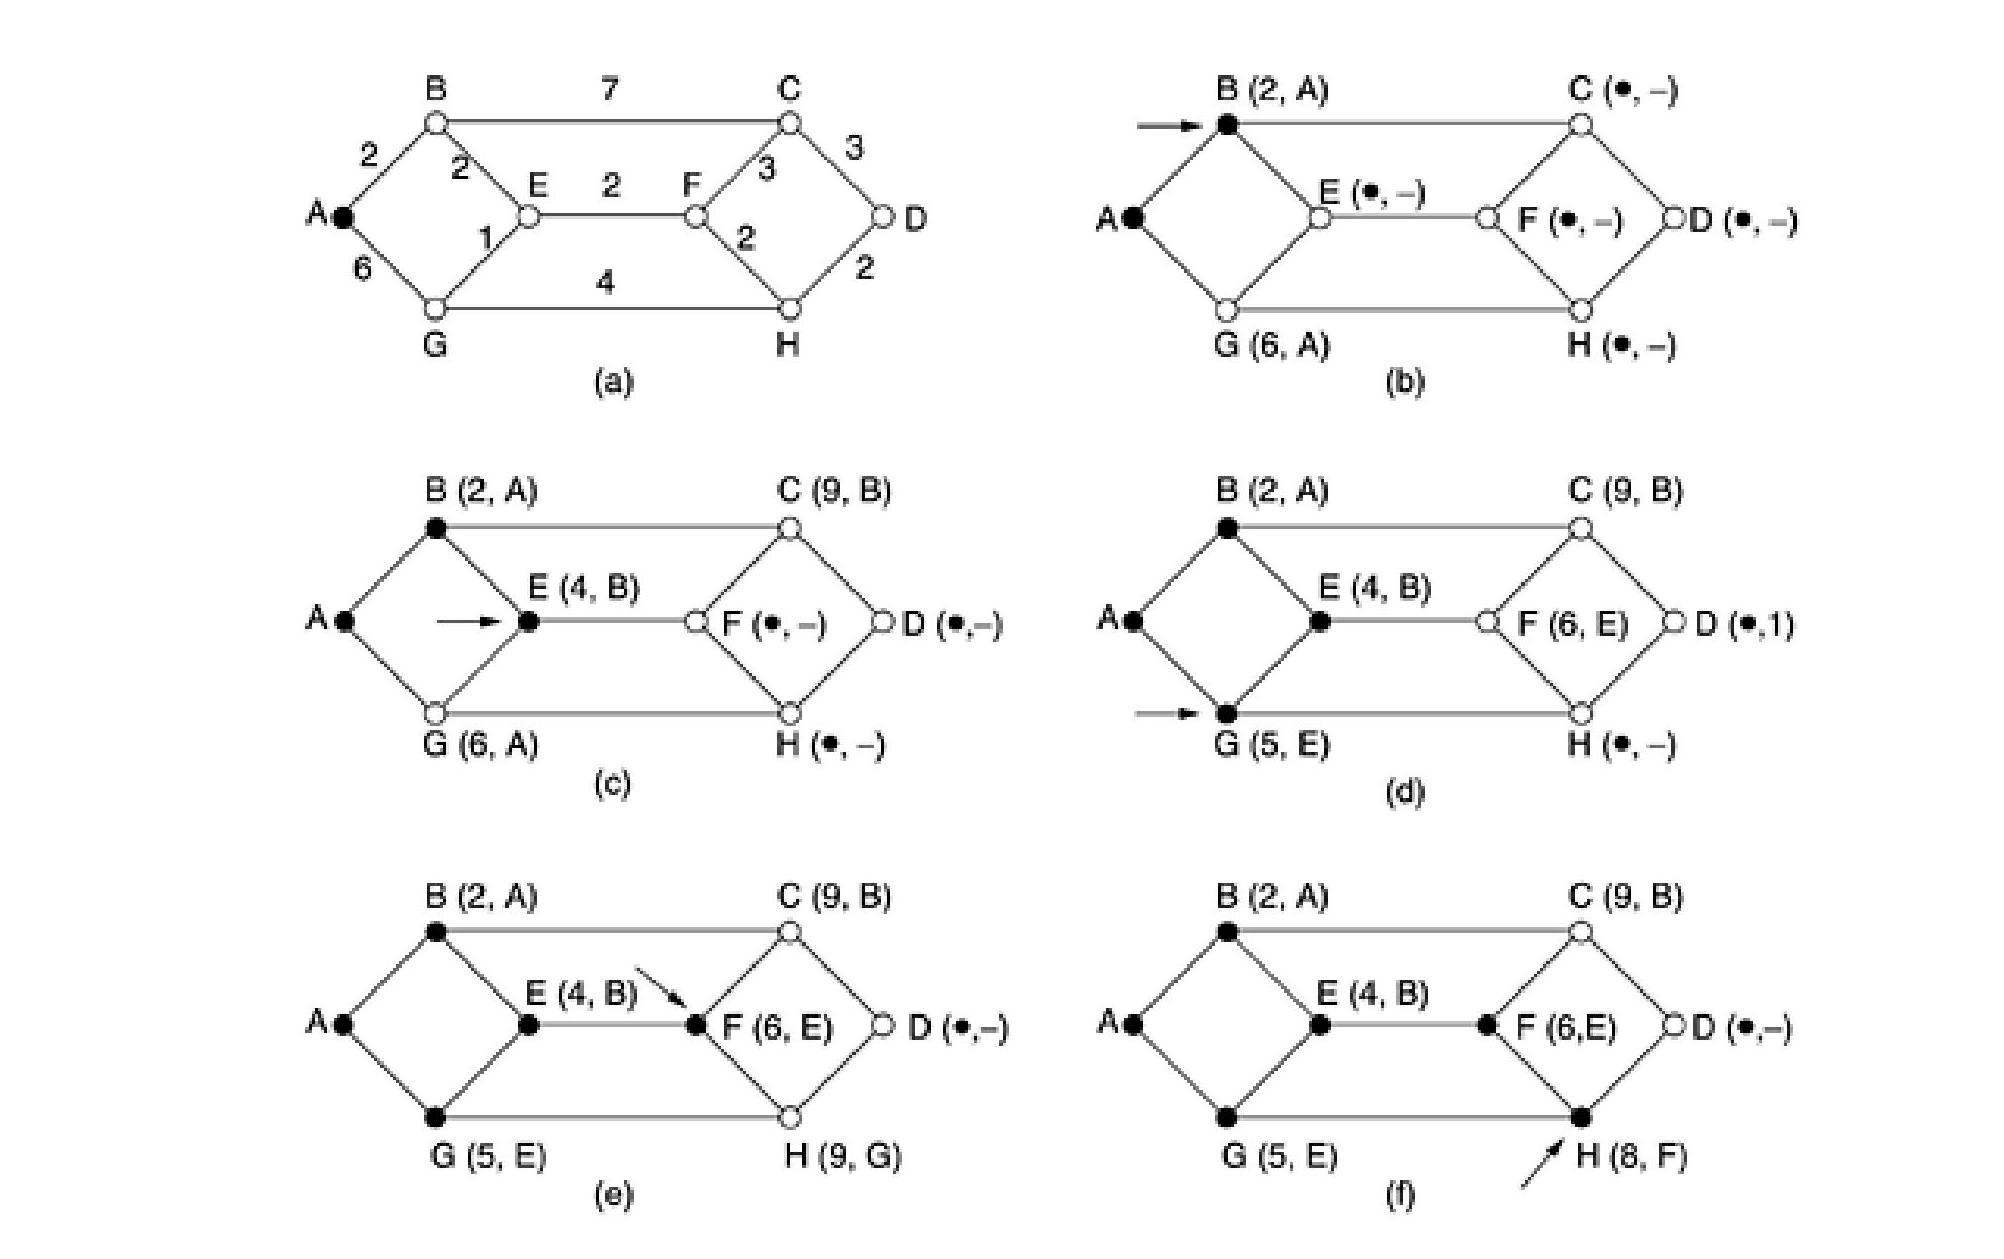 B 7 C
2 2 3 3
A E 2 F D
6 1 2 2
4
G H
(a)
B (2, A) C (•, –)
E (•, –)
A F (•, –) D (•, –)
G (6, A) H (•, –)
(b)
B (2, A) C (9, B)
E (4, B)
A F (•, –) D (•,–)
G (6, A) H (•, –)
(c)
B (2, A) C (9, B)
E (4, B)
A F (6, E) D (•,1)
G (5, E) H (•, –)
(d)
B (2, A) C (9, B)
E (4, B)
A F (6, E) D (•,–)
G (5, E) H (9, G)
(e)
B (2, A) C (9, B)
E (4, B)
A F (6,E) D (•,–)
G (5, E) H (8, F)
(f)